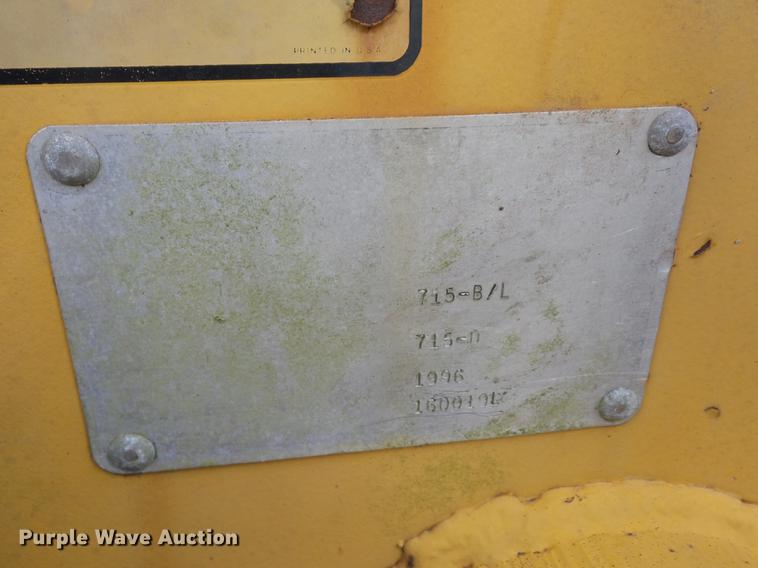 PRINTED IN U.S.A.
715-B/L
715-D
1996
Purple Wave Auction